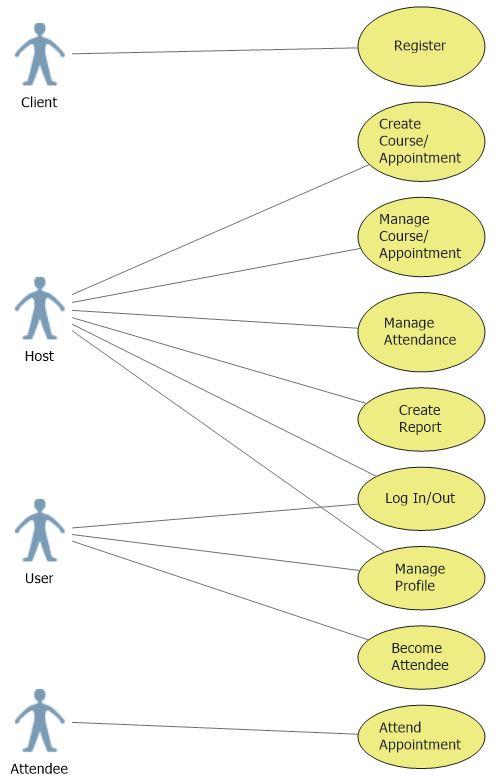 Client
Register
Create
Course/
Appointment
Manage
Course/
Appointment
Host
Manage
Attendance
Create
Report
Log In/Out
User
Manage
Profile
Become
Attendee
Attendee
Attend
Appointment